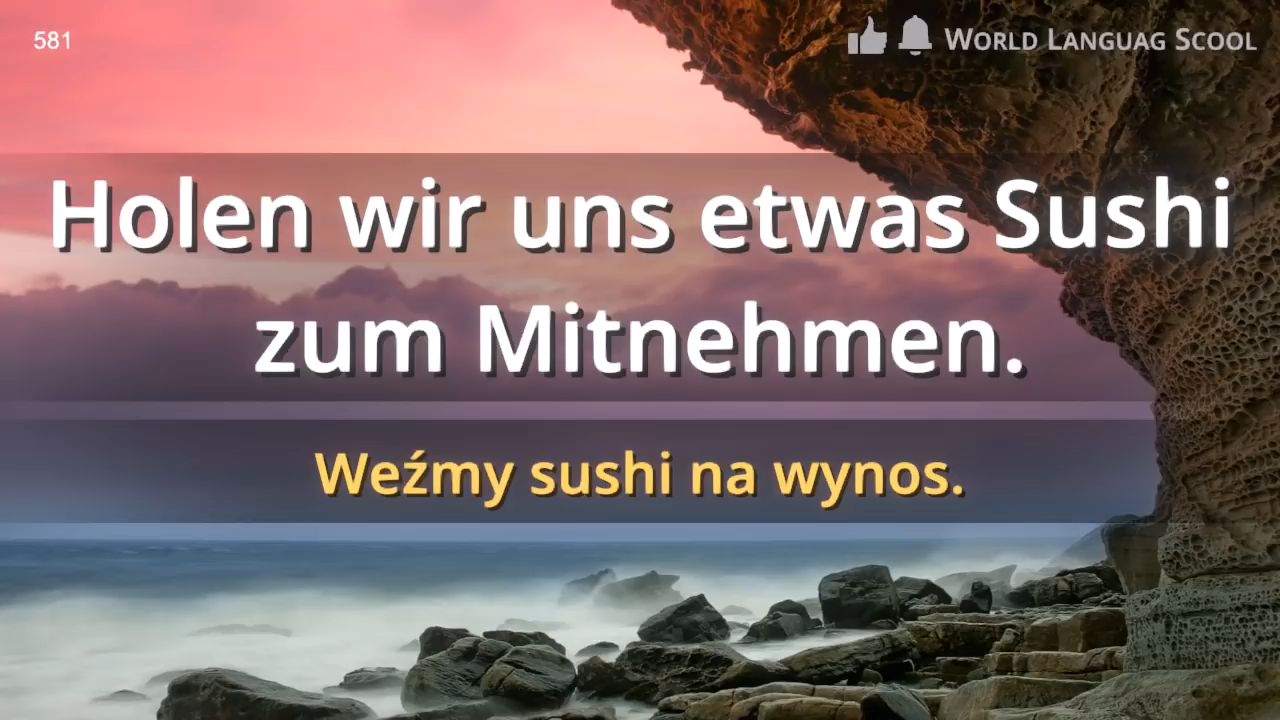 581
World Languag Scool
Holen wir uns etwas Sushi
zum Mitnehmen.
Weźmy sushi na wynos.